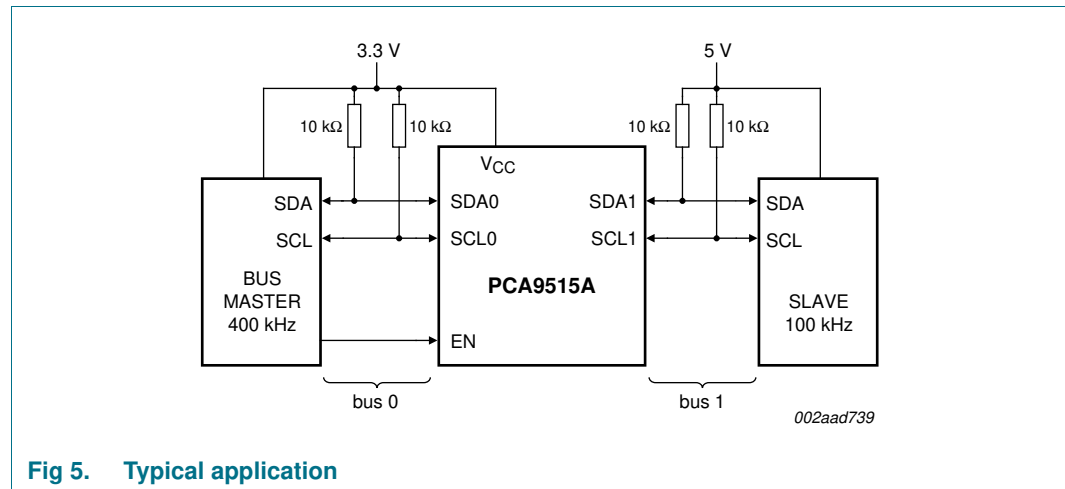 3.3 V
5 V
10 kΩ
10 kΩ
10 kΩ
10 kΩ
VCC
SDA
SDA0
SDA1
SDA
SCL
SCL0
SCL1
SCL
BUS
MASTER
400 kHz
PCA9515A
SLAVE
100 kHz
EN
bus 0
bus 1
002aad739
Fig 5. Typical application